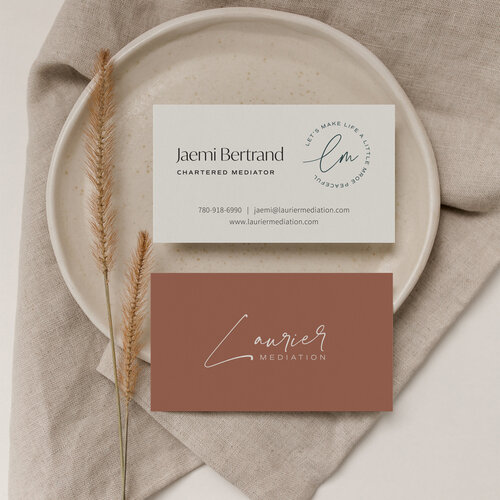 Jaemi Bertrand
CHARTERED MEDIATOR
LET'S MAKE LIFE A LITTLE MROE PEACEFUL
lm
780-918-6990 | jaemi@lauriermediation.com
www.lauriermediation.com
Laurier
MEDIATION